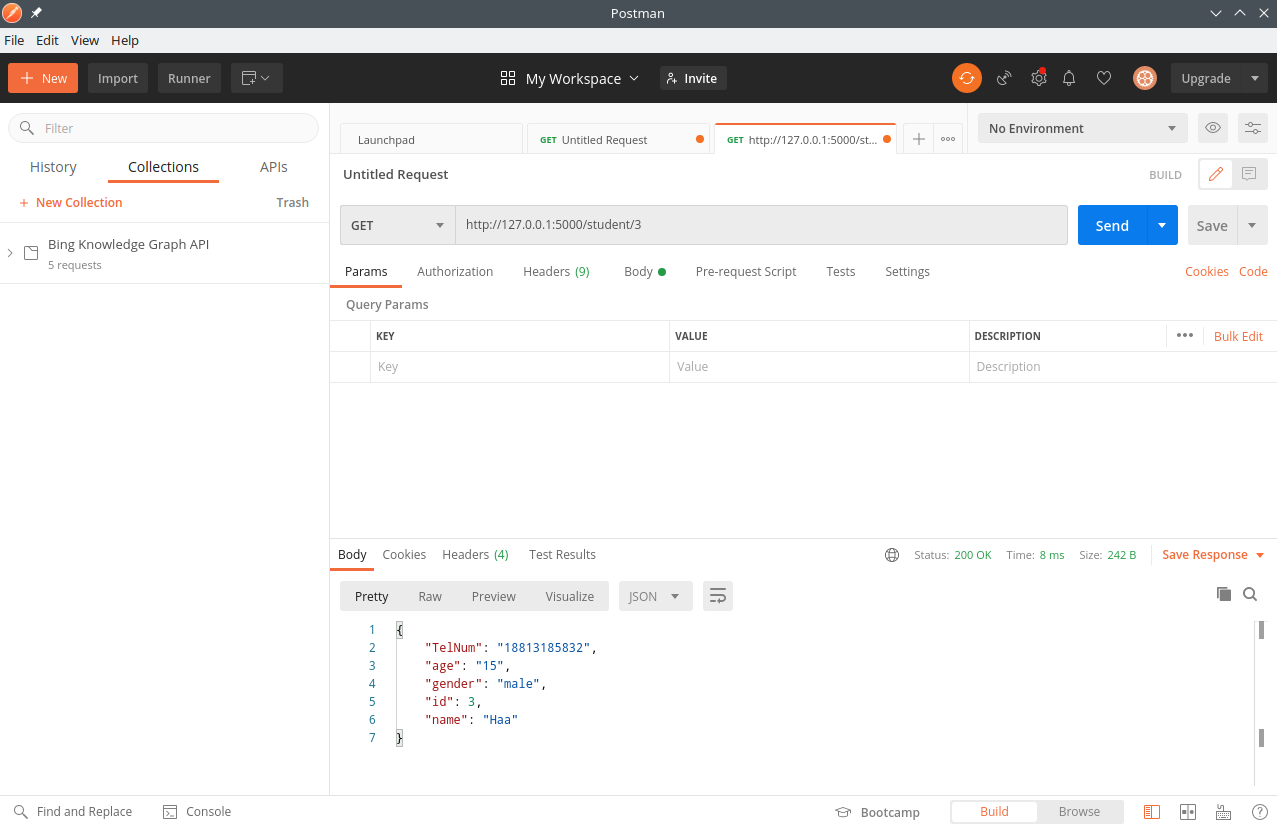 Postman
File Edit View Help
New Import Runner My Workspace Invite Upgrade
Filter
History Collections APIs
+ New Collection Trash
Bing Knowledge Graph API
5 requests
Launchpad GET Untitled Request GET http://127.0.0.1:5000/st... No Environment
Untitled Request BUILD
GET http://127.0.0.1:5000/student/3 Send Save
Params Authorization Headers (9) Body Pre-request Script Tests Settings Cookies Code
Query Params
KEY VALUE DESCRIPTION ••• Bulk Edit
Key Value Description
Body Cookies Headers (4) Test Results Status: 200 OK Time: 8 ms Size: 242 B Save Response
Pretty Raw Preview Visualize JSON
1 {
2 "TelNum": "18813185832",
3 "age": "15",
4 "gender": "male",
5 "id": 3,
6 "name": "Haa"
7 }
Find and Replace Console Bootcamp Build Browse